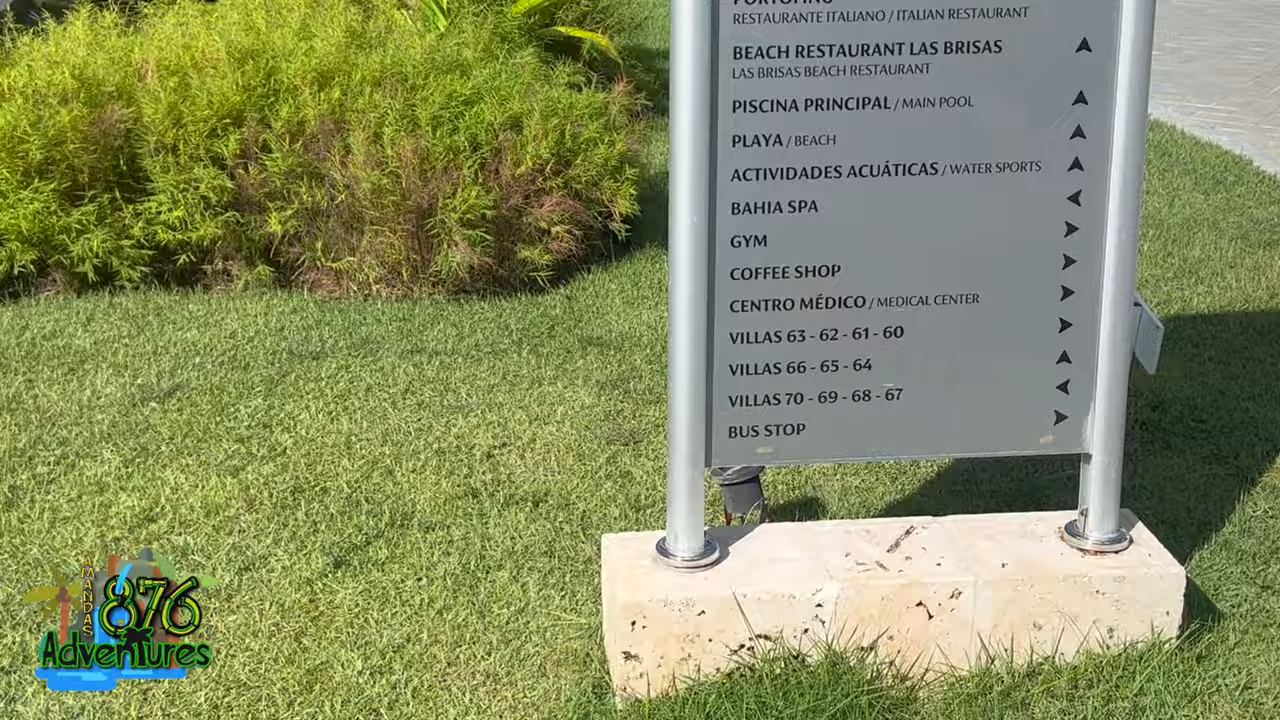 PORTOFINO
RESTAURANTE ITALIANO / ITALIAN RESTAURANT
BEACH RESTAURANT LAS BRISAS
LAS BRISAS BEACH RESTAURANT
PISCINA PRINCIPAL / MAIN POOL
PLAYA / BEACH
ACTIVIDADES ACUÁTICAS / WATER SPORTS
BAHIA SPA
GYM
COFFEE SHOP
CENTRO MÉDICO / MEDICAL CENTER
VILLAS 63 - 62 - 61 - 60
VILLAS 66 - 65 - 64
VILLAS 70 - 69 - 68 - 67
BUS STOP
AMANDAS
876
Adventures